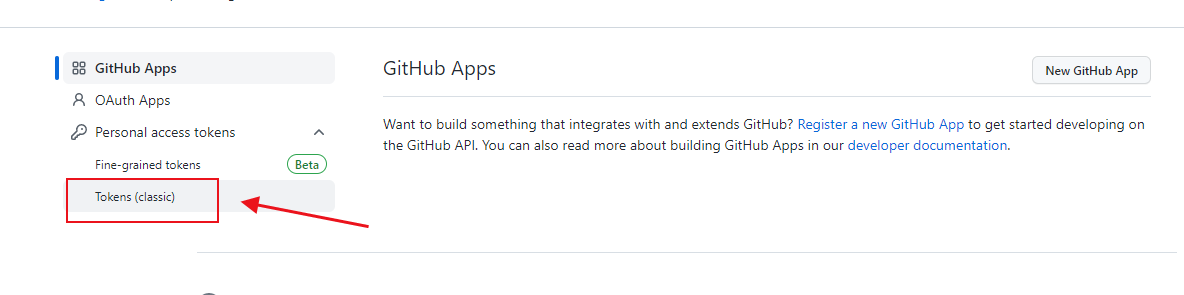 GitHub Apps
OAuth Apps
Personal access tokens
Fine-grained tokens Beta
Tokens (classic)
GitHub Apps
New GitHub App
Want to build something that integrates with and extends GitHub? Register a new GitHub App to get started developing on
the GitHub API. You can also read more about building GitHub Apps in our developer documentation.